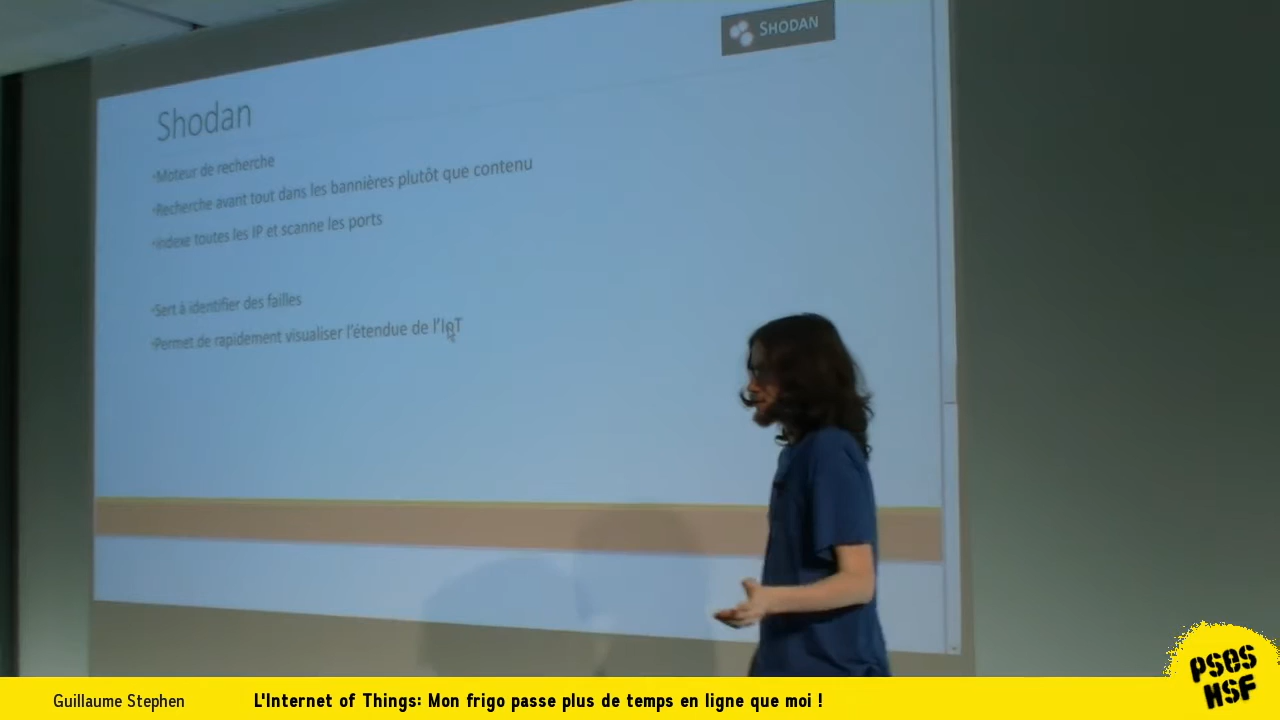 SHODAN
Shodan
•Moteur de recherche
•Recherche avant tout dans les bannières plutôt que contenu
•Indexe toutes les IP et scanne les ports
•Sert à identifier des failles
•Permet de rapidement visualiser l'étendue de l'IoT
PSES
HSF
Guillaume Stephen
L'Internet of Things: Mon frigo passe plus de temps en ligne que moi !